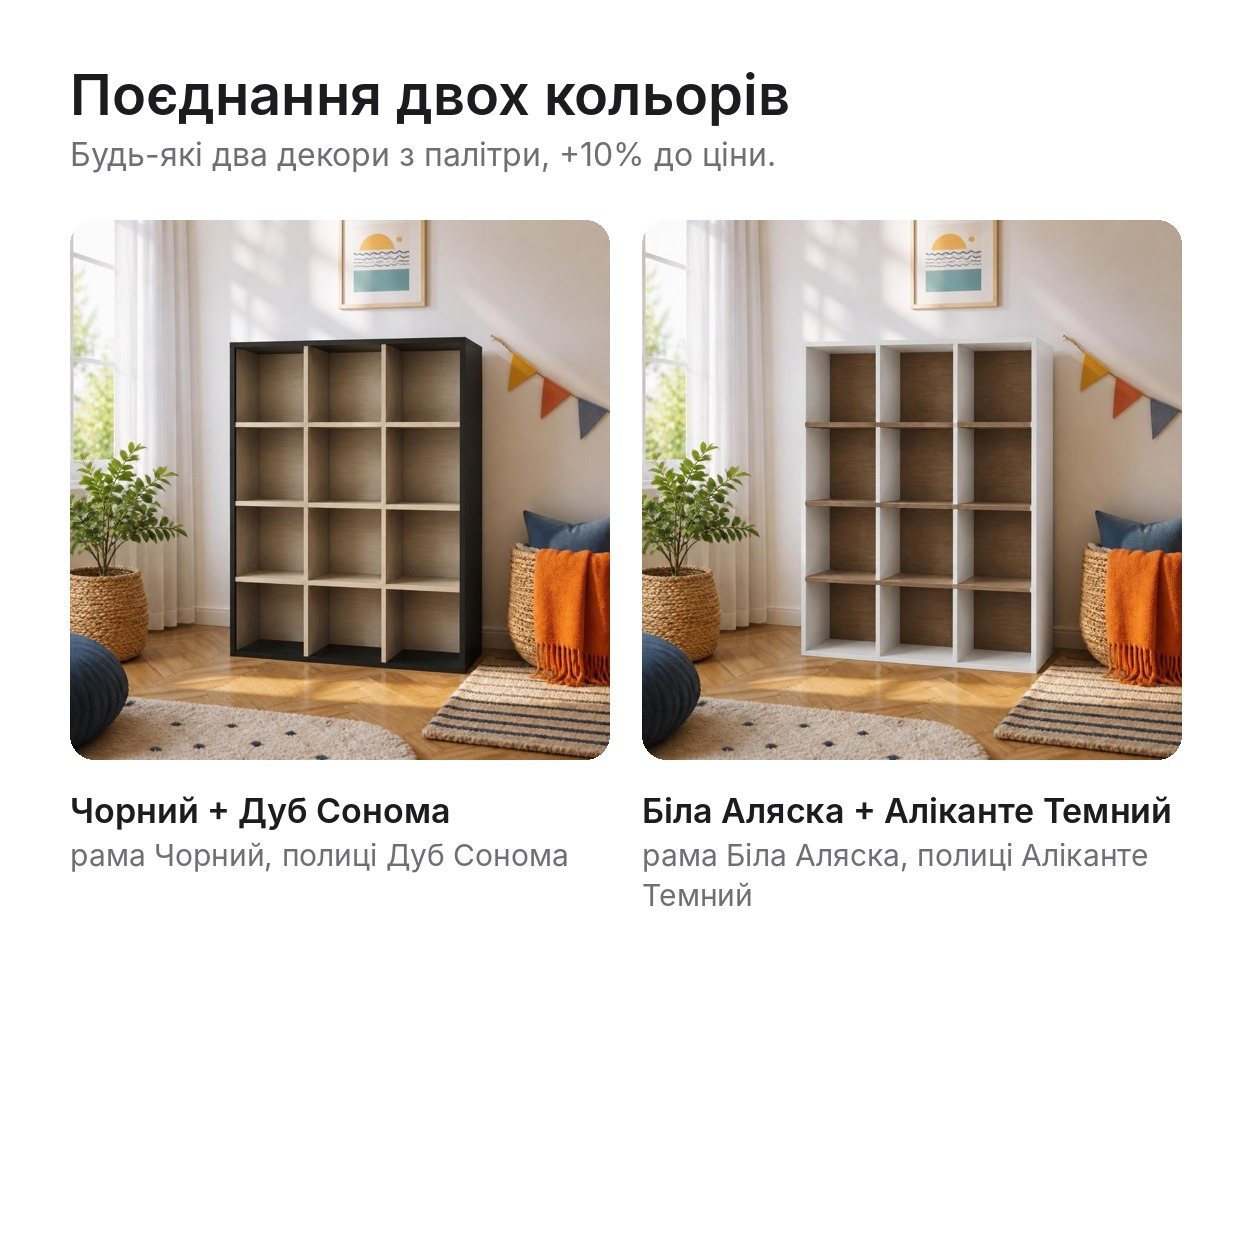 Поєднання двох кольорів
Будь-які два декори з палітри, +10% до ціни.
Чорний + Дуб Сонома
рама Чорний, полиці Дуб Сонома
Біла Аляска + Аліканте Темний
рама Біла Аляска, полиці Аліканте
Темний